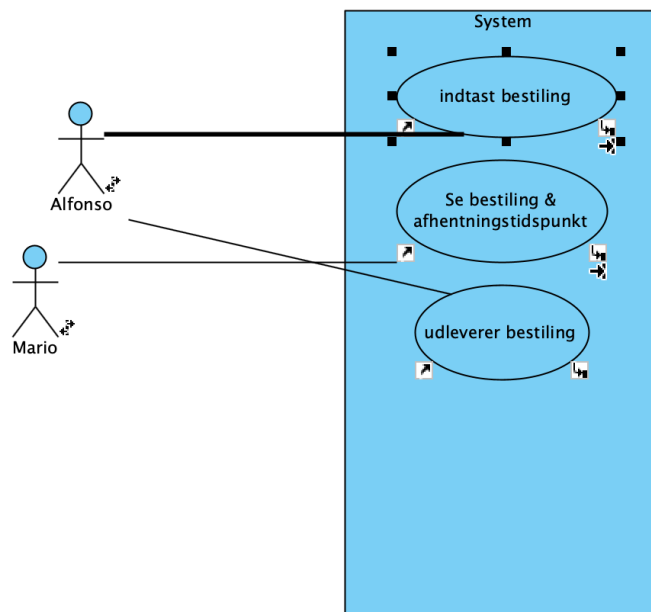 System
indtast bestiling
Alfonso
Se bestiling &
afhentningstidspunkt
Mario
udleverer bestiling